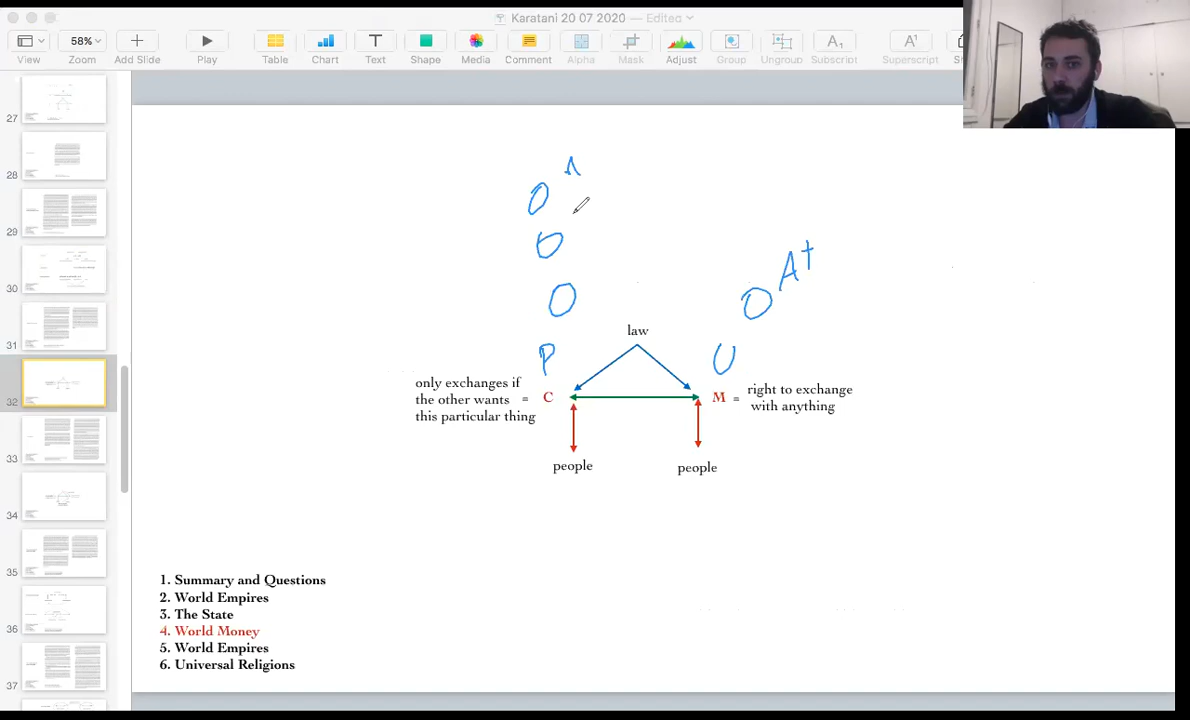 Karatani 20 07 2020 — Edited
58%
View
Zoom
Add Slide
Play
Table
Chart
Text
Shape
Media
Comment
Alpha
Mask
Adjust
Group
Ungroup
Subscript
Superscript
27
28
29
30
31
32
33
34
35
36
37
O
O
O
P
O
A+
U
law
only exchanges if
the other wants
this particular thing
= C
M =
right to exchange
with anything
people
people
1. Summary and Questions
2. World Empires
3. The State
4. World Money
5. World Empires
6. Universal Religions